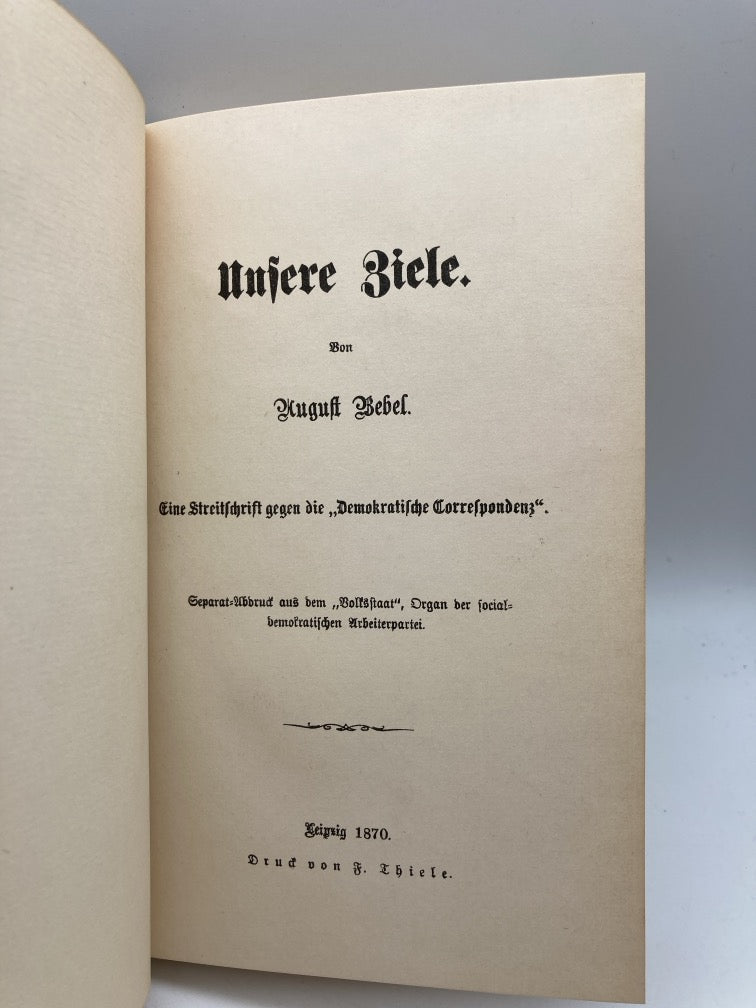 Unſere Ziele.
Von
Auguſt Bebel.
Eine Streitſchrift gegen die „Demokratiſche Correſpondenz“.
Separat-Abdruck aus dem „Volksſtaat“, Organ der ſocial-
demokratiſchen Arbeiterpartei.
Leipzig 1870.
Druck von F. Thiele.